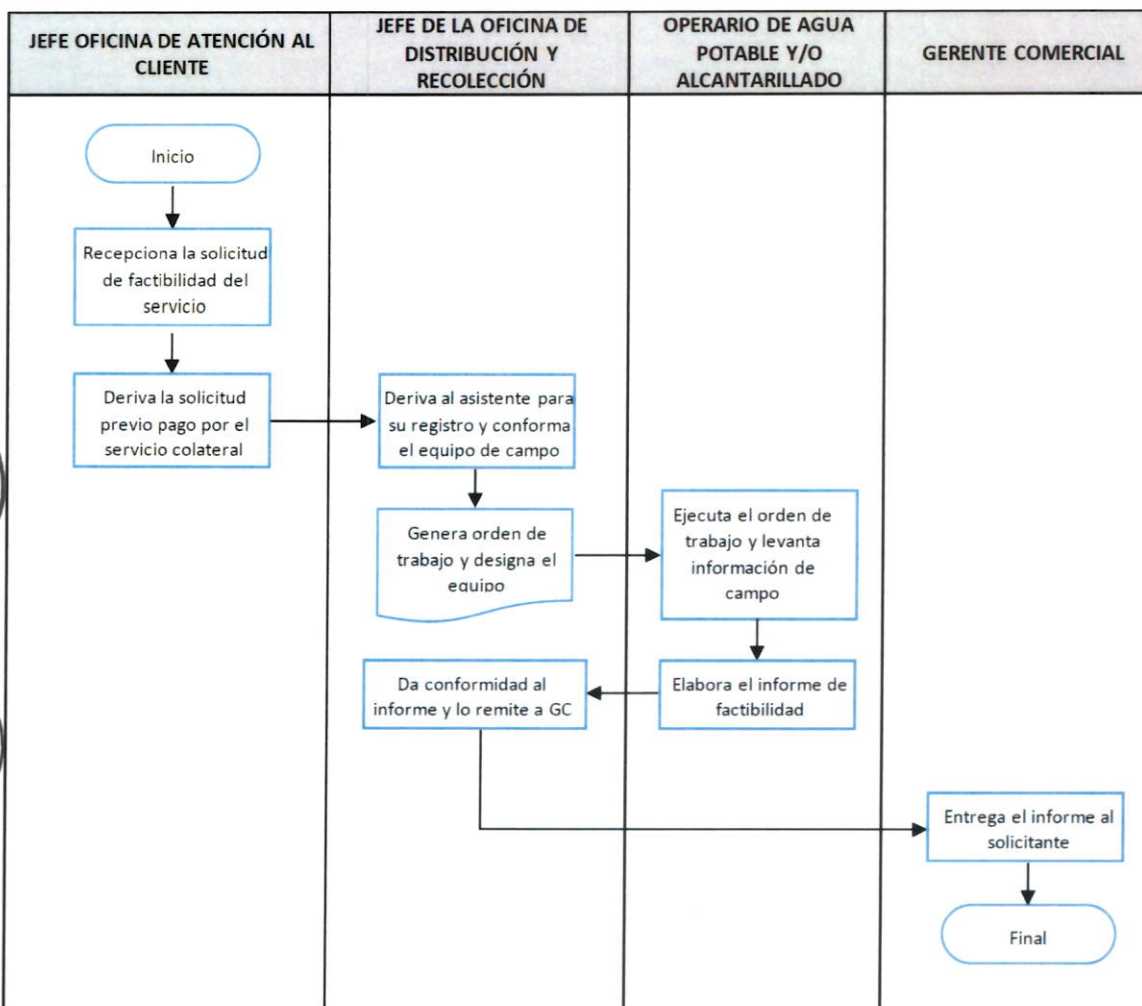 JEFE OFICINA DE ATENCIÓN AL
CLIENTE
JEFE DE LA OFICINA DE
DISTRIBUCIÓN Y
RECOLECCIÓN
OPERARIO DE AGUA
POTABLE Y/O
ALCANTARILLADO
GERENTE COMERCIAL
Inicio
Recepciona la solicitud
de factibilidad del
servicio
Deriva la solicitud
previo pago por el
servicio colateral
Deriva al asistente para
su registro y conforma
el equipo de campo
Genera orden de
trabajo y designa el
equipo
Ejecuta el orden de
trabajo y levanta
información de
campo
Elabora el informe de
factibilidad
Da conformidad al
informe y lo remite a GC
Entrega el informe al
solicitante
Final